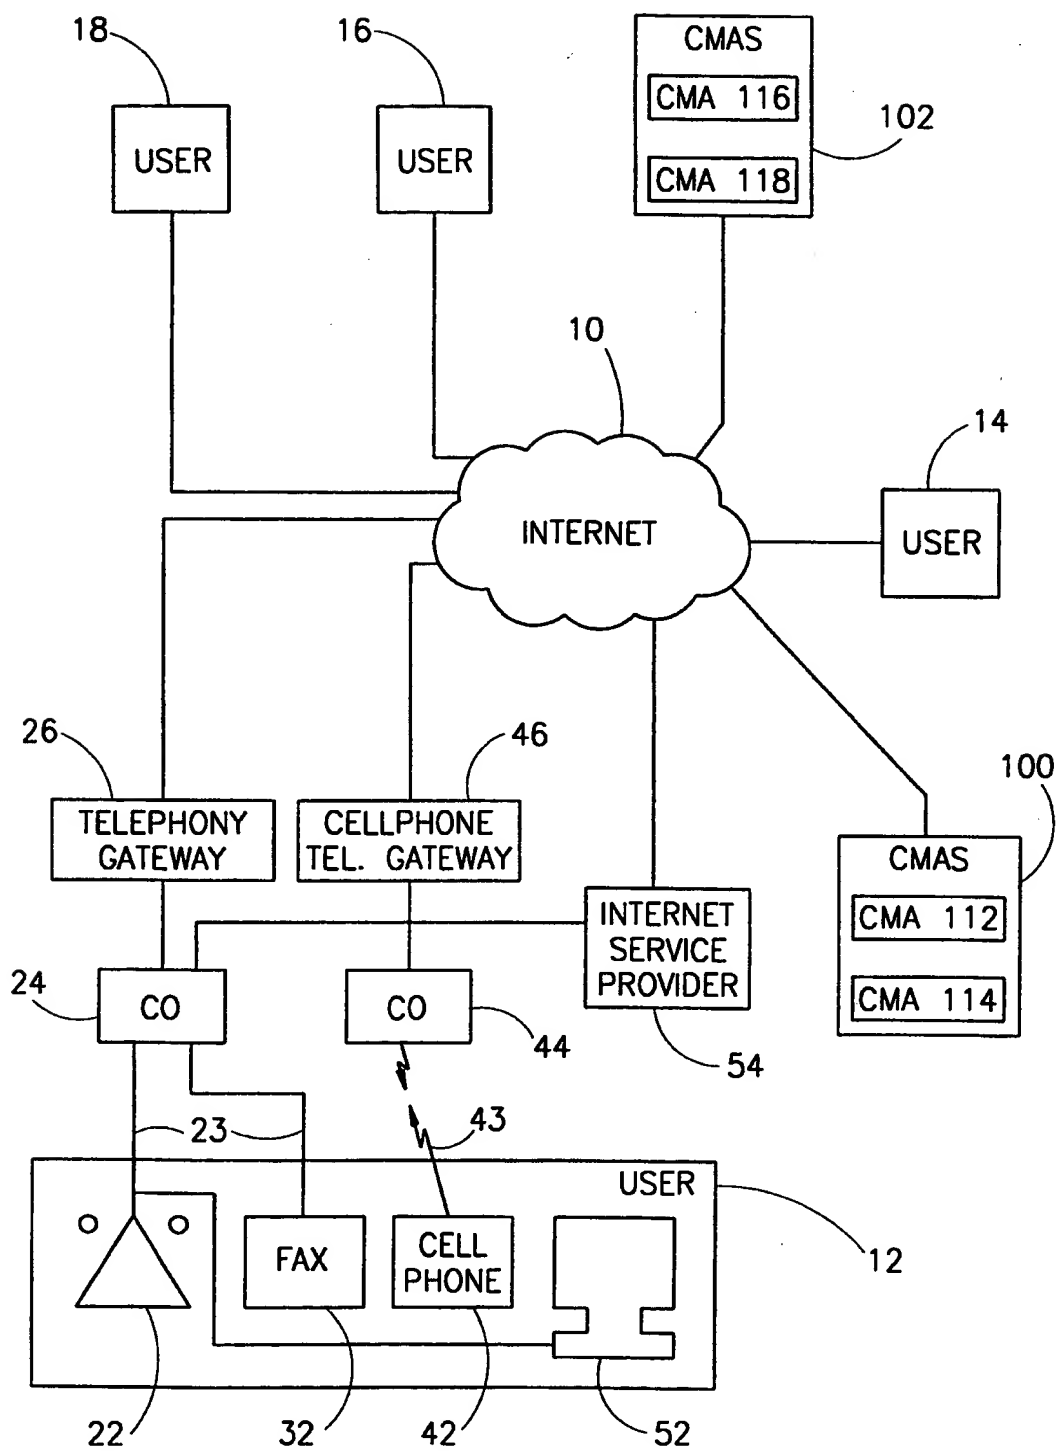 18
16
CMAS
CMA 116
CMA 118
102
USER
USER
10
14
INTERNET
USER
26
46
100
TELEPHONY
GATEWAY
CELLPHONE
TEL. GATEWAY
CMAS
CMA 112
CMA 114
INTERNET
SERVICE
PROVIDER
24
CO
CO
44
54
23
43
USER
12
FAX
CELL
PHONE
22
32
42
52